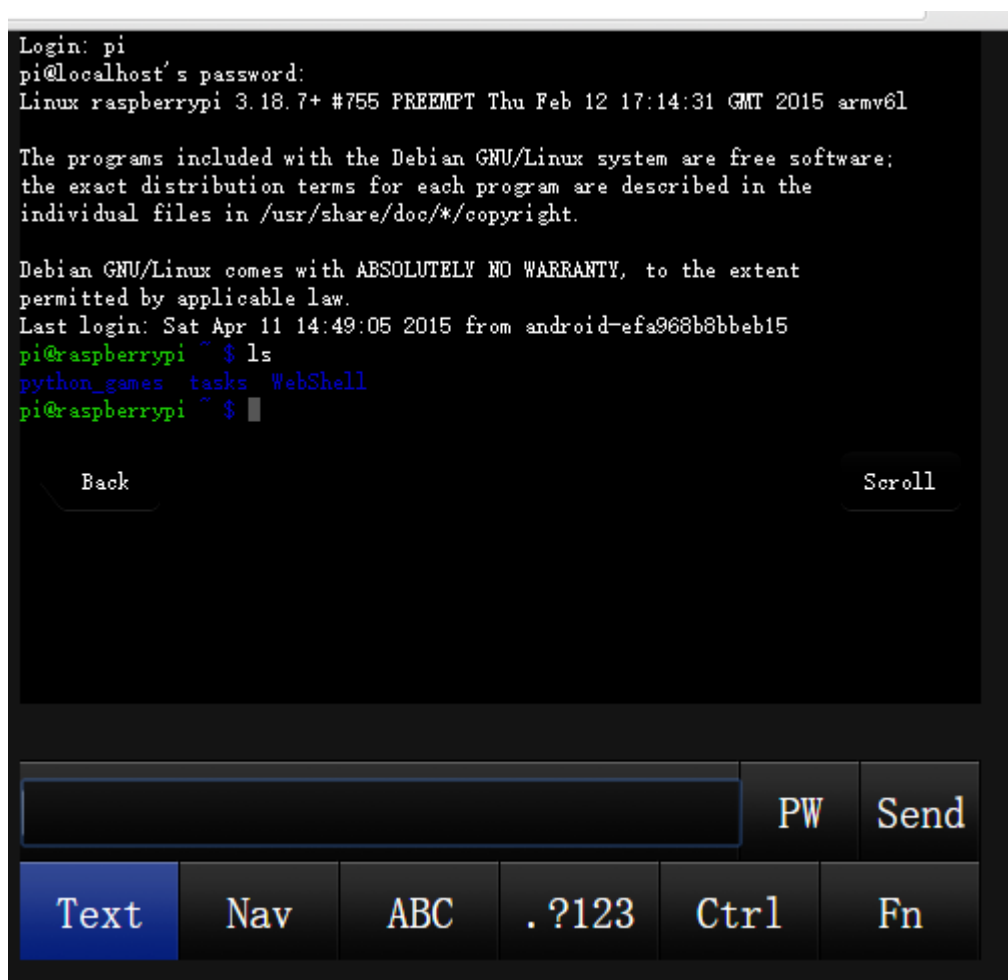 Login: pi
pi@localhost's password:
Linux raspberrypi 3.18.7+ #755 PREEMPT Thu Feb 12 17:14:31 GMT 2015 armv6l
The programs included with the Debian GNU/Linux system are free software;
the exact distribution terms for each program are described in the
individual files in /usr/share/doc/*/copyright.
Debian GNU/Linux comes with ABSOLUTELY NO WARRANTY, to the extent
permitted by applicable law.
Last login: Sat Apr 11 14:49:05 2015 from android-efa968b8bbeb15
pi@raspberrypi ~ $ ls
python_games  tasks  WebShell
pi@raspberrypi ~ $
Back Scroll
PW Send
Text Nav ABC .?123 Ctrl Fn